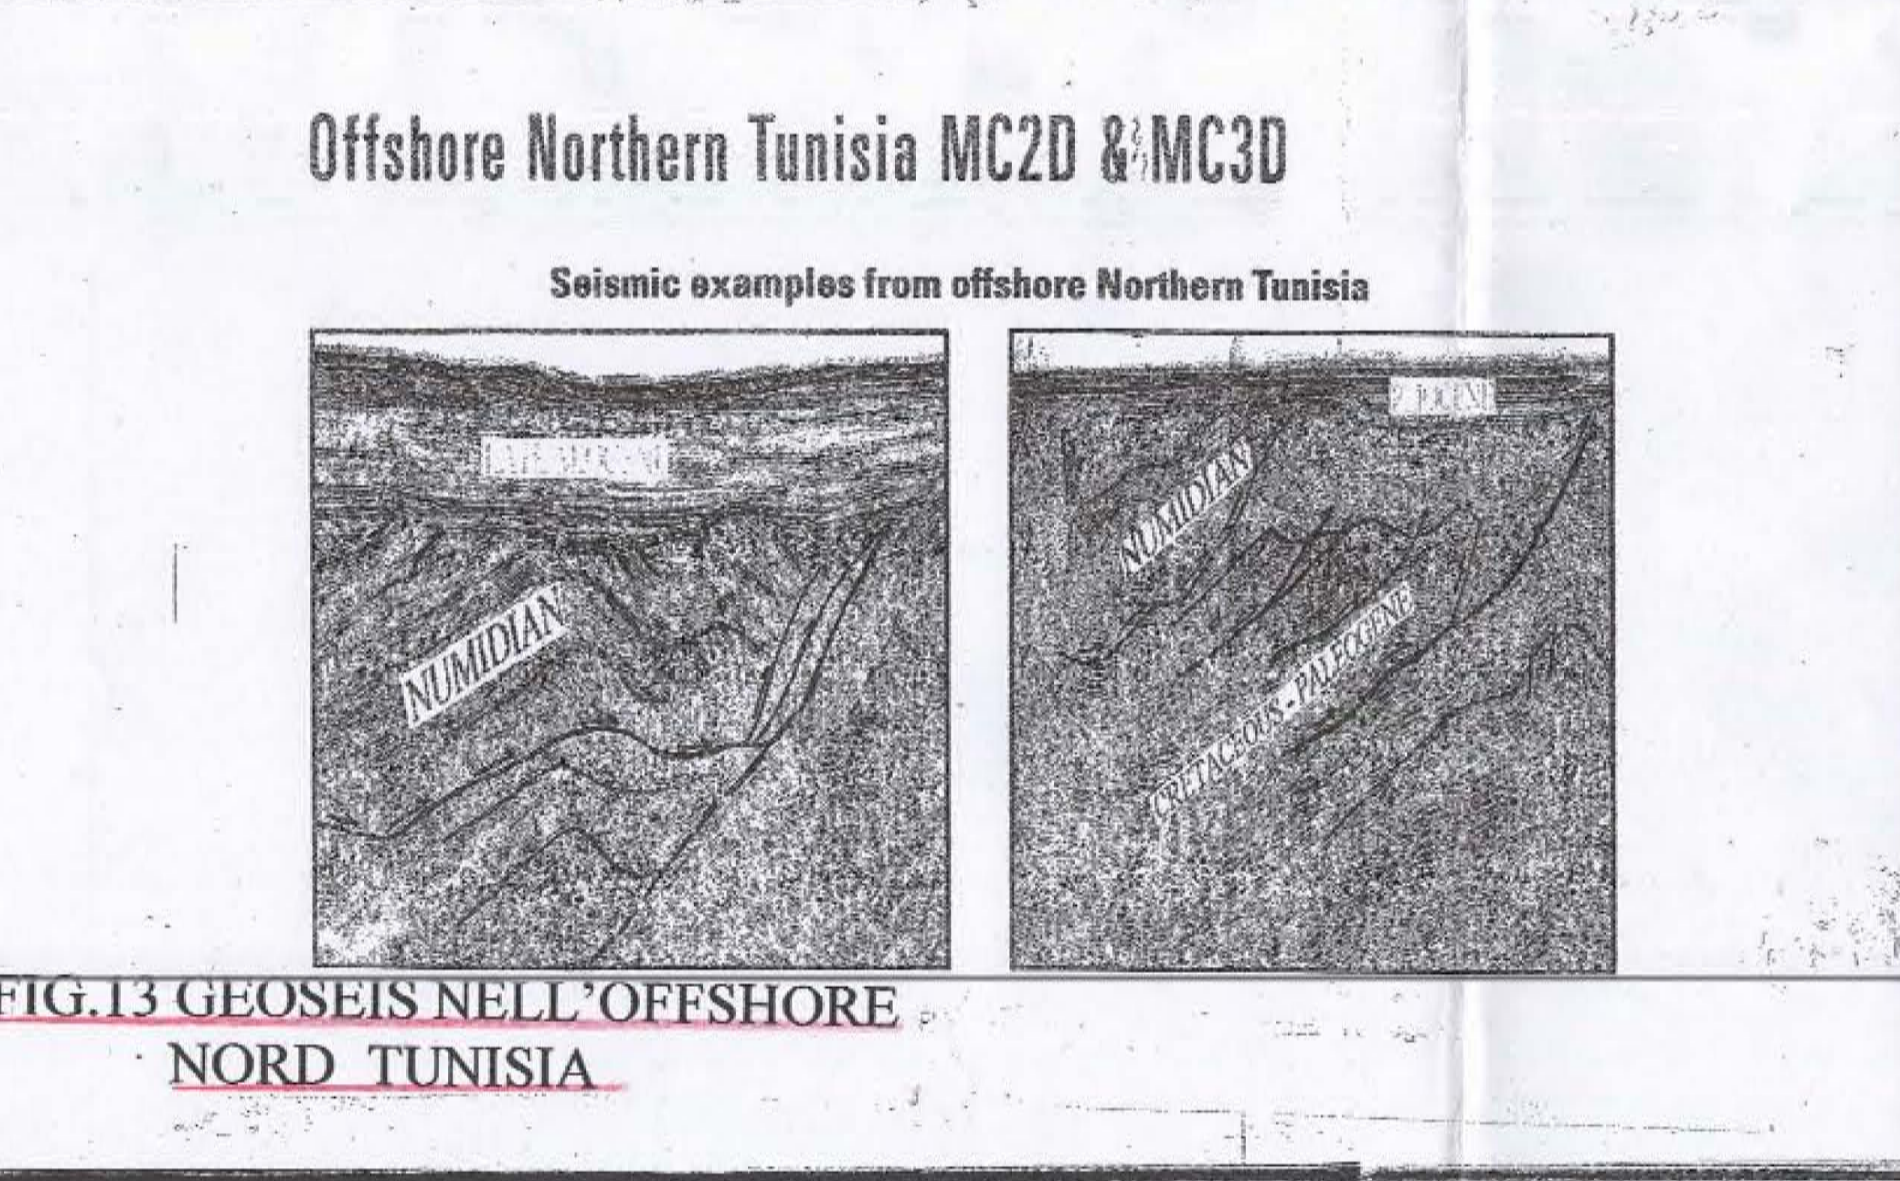 Offshore Northern Tunisia MC2D & MC3D
Seismic examples from offshore Northern Tunisia
NUMIDIAN
NUMIDIAN
CRETACEOUS - PALEOGENE
FIG.13 GEOSEIS NELL'OFFSHORE
NORD TUNISIA